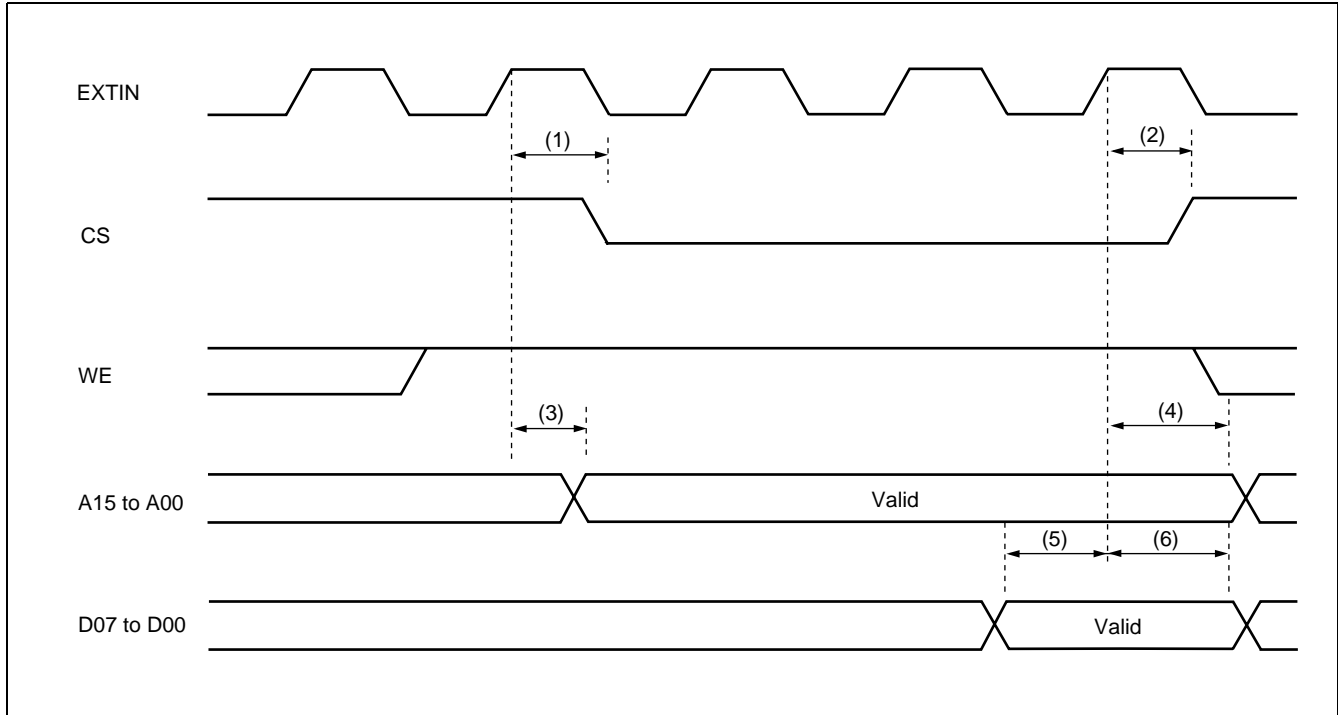 EXTIN
(1)
(2)
CS
WE
(3)
(4)
A15 to A00
Valid
(5)
(6)
D07 to D00
Valid